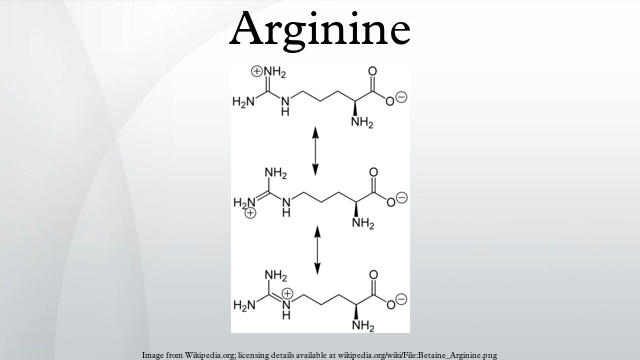 Arginine
⊕NH₂
O
H₂N
N
H
O⊖
NH₂
NH₂
O
H₂N
⊕
N
H
O⊖
NH₂
NH₂
O
⊕
H₂N
N
H
O⊖
NH₂
Image from Wikipedia.org; licensing details available at wikipedia.org/wiki/File:Betaine_Arginine.png